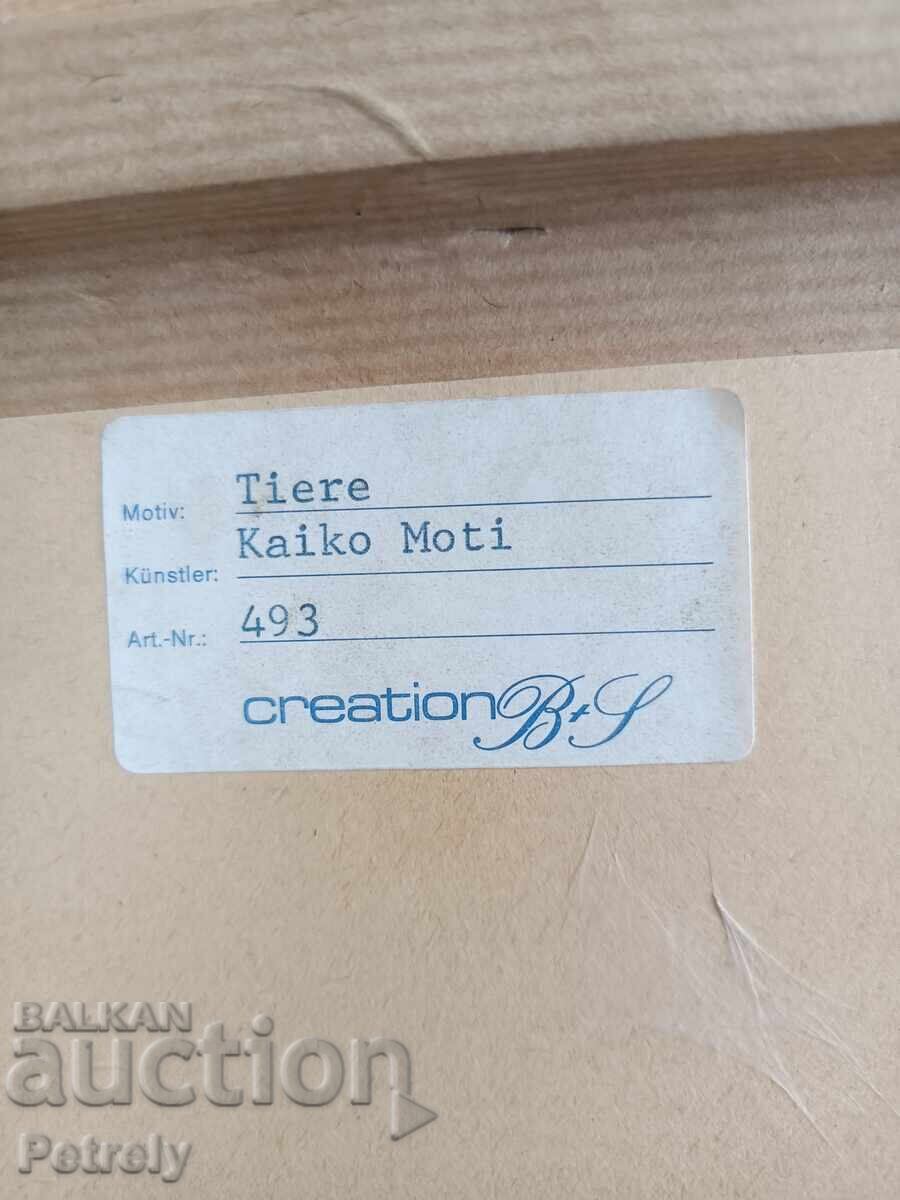 Motiv: Tiere
Künstler: Kaiko Moti
Art.-Nr.: 493
creation B+S
BALKAN
auction
Petrely